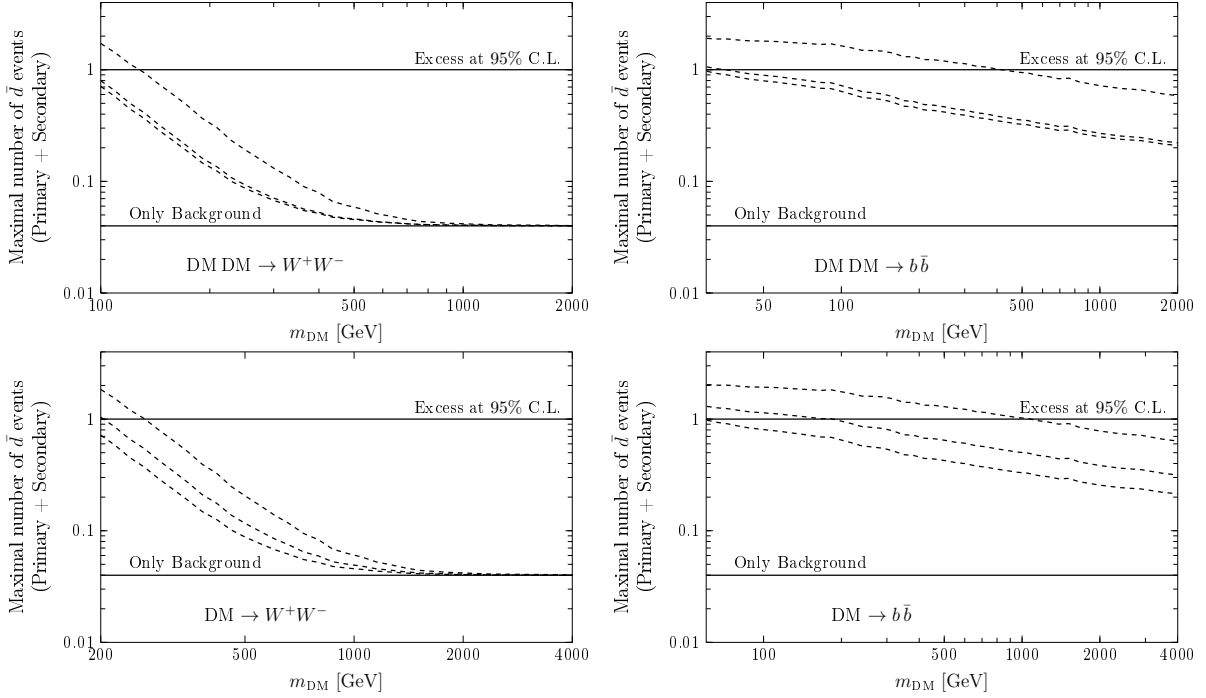 Maximal number of d̄ events
(Primary + Secondary)
1
0.1
0.01
Excess at 95% C.L.
Only Background
DM DM → W⁺W⁻
100
500
1000
2000
m_DM [GeV]
Maximal number of d̄ events
(Primary + Secondary)
1
0.1
0.01
Excess at 95% C.L.
Only Background
DM DM → b b̄
50
100
500
1000
2000
m_DM [GeV]
Maximal number of d̄ events
(Primary + Secondary)
1
0.1
0.01
Excess at 95% C.L.
Only Background
DM → W⁺W⁻
200
500
1000
2000
4000
m_DM [GeV]
Maximal number of d̄ events
(Primary + Secondary)
1
0.1
0.01
Excess at 95% C.L.
Only Background
DM → b b̄
100
500
1000
2000
4000
m_DM [GeV]